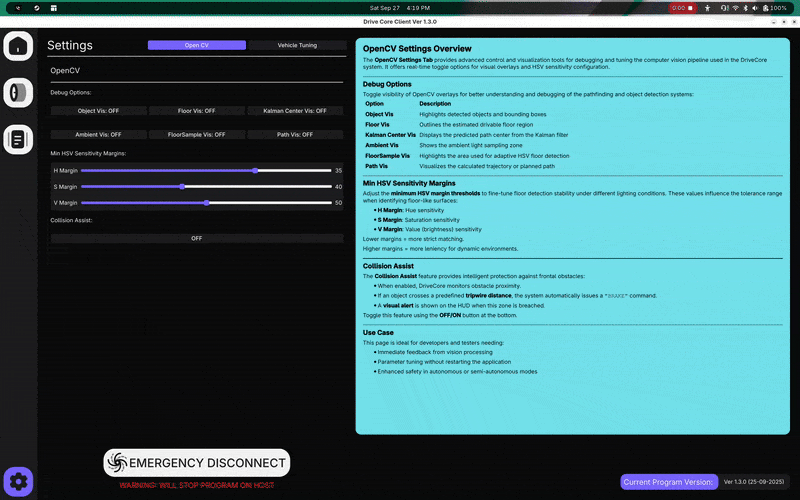 Sat Sep 27 4:19 PM
0:00
100%
Drive Core Client Ver 1.3.0
Settings
Open CV
Vehicle Tuning
OpenCV
Debug Options:
Object Vis: OFF
Floor Vis: OFF
Kalman Center Vis: OFF
Ambient Vis: OFF
FloorSample Vis: OFF
Path Vis: OFF
Min HSV Sensitivity Margins:
H Margin 35
S Margin 40
V Margin 50
Collision Assist:
OFF
EMERGENCY DISCONNECT
WARNING: WILL STOP PROGRAM ON HOST
OpenCV Settings Overview
The OpenCV Settings Tab provides advanced control and visualization tools for debugging and tuning the computer vision pipeline used in the DriveCore
system. It offers real-time toggle options for visual overlays and HSV sensitivity configuration.
Debug Options
Toggle visibility of OpenCV overlays for better understanding and debugging of the pathfinding and object detection systems:
Option Description
Object Vis Highlights detected objects and bounding boxes
Floor Vis Outlines the estimated drivable floor region
Kalman Center Vis Displays the predicted path center from the Kalman filter
Ambient Vis Shows the ambient light sampling zone
FloorSample Vis Highlights the area used for adaptive HSV floor detection
Path Vis Visualizes the calculated trajectory or planned path
Min HSV Sensitivity Margins
Adjust the minimum HSV margin thresholds to fine-tune floor detection stability under different lighting conditions. These values influence the tolerance range
when identifying floor-like surfaces:
• H Margin: Hue sensitivity
• S Margin: Saturation sensitivity
• V Margin: Value (brightness) sensitivity
Lower margins = more strict matching.
Higher margins = more leniency for dynamic environments.
Collision Assist
The Collision Assist feature provides intelligent protection against frontal obstacles:
• When enabled, DriveCore monitors obstacle proximity.
• If an object crosses a predefined tripwire distance, the system automatically issues a "BRAKE" command.
• A visual alert is shown on the HUD when this zone is breached.
Toggle this feature using the OFF/ON button at the bottom.
Use Case
This page is ideal for developers and testers needing:
• Immediate feedback from vision processing
• Parameter tuning without restarting the application
• Enhanced safety in autonomous or semi-autonomous modes
Current Program Version: Ver 1.3.0 (25-09-2025)